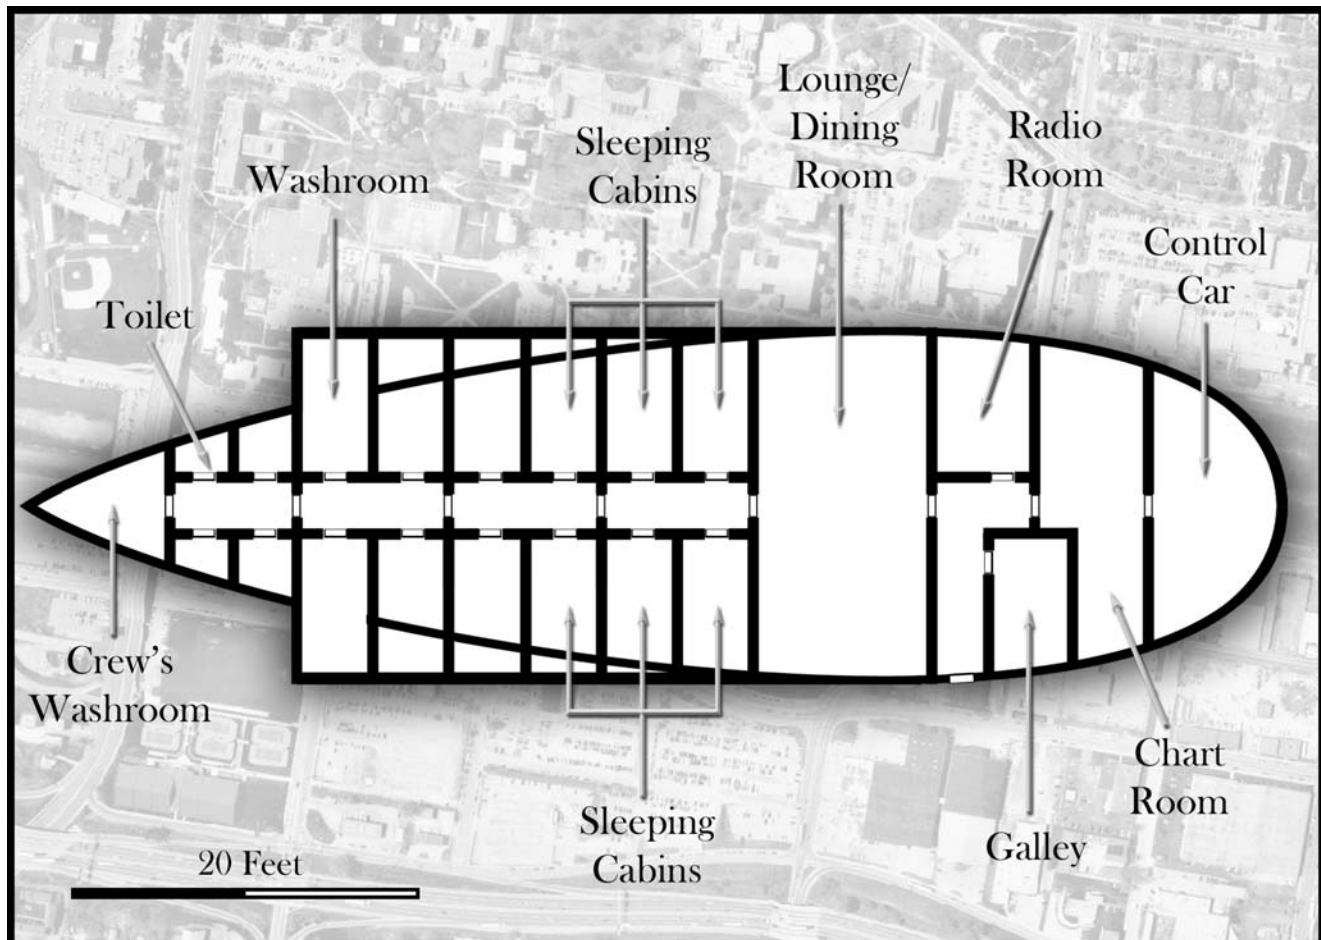 Lounge/
Dining
Room
Radio
Room
Sleeping
Cabins
Washroom
Control
Car
Toilet
Crew's
Washroom
Chart
Room
Sleeping
Cabins
Galley
20 Feet